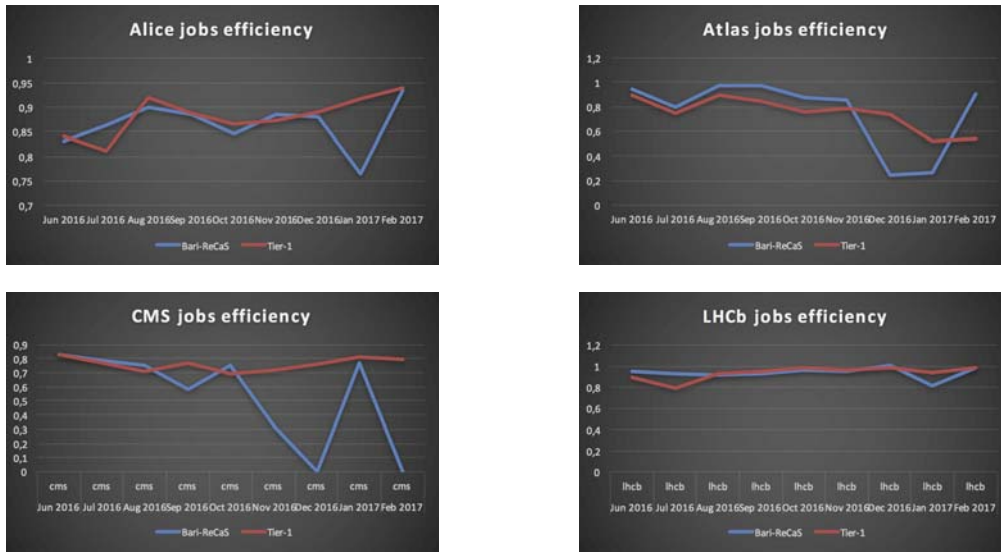 Alice jobs efficiency
1
0,95
0,9
0,85
0,8
0,75
0,7
Jun 2016 Jul 2016 Aug 2016 Sep 2016 Oct 2016 Nov 2016 Dec 2016 Jan 2017 Feb 2017
Bari-ReCaS Tier-1
Atlas jobs efficiency
1,2
1
0,8
0,6
0,4
0,2
0
Jun 2016 Jul 2016 Aug 2016 Sep 2016 Oct 2016 Nov 2016 Dec 2016 Jan 2017 Feb 2017
Bari-ReCaS Tier-1
CMS jobs efficiency
0,9
0,8
0,7
0,6
0,5
0,4
0,3
0,2
0,1
0
cms cms cms cms cms cms cms cms cms
Jun 2016 Jul 2016 Aug 2016 Sep 2016 Oct 2016 Nov 2016 Dec 2016 Jan 2017 Feb 2017
Bari-ReCaS Tier-1
LHCb jobs efficiency
1,2
1
0,8
0,6
0,4
0,2
0
lhcb lhcb lhcb lhcb lhcb lhcb lhcb lhcb lhcb
Jun 2016 Jul 2016 Aug 2016 Sep 2016 Oct 2016 Nov 2016 Dec 2016 Jan 2017 Feb 2017
Bari-ReCaS Tier-1